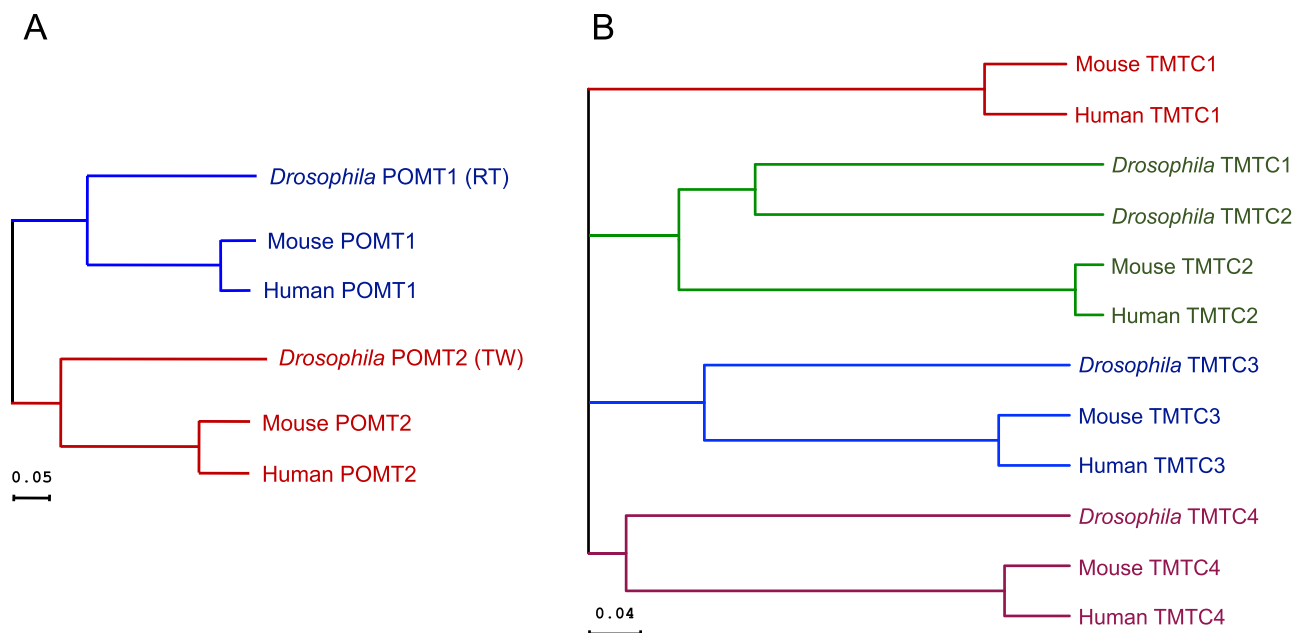 A
Drosophila POMT1 (RT)
Mouse POMT1
Human POMT1
Drosophila POMT2 (TW)
Mouse POMT2
Human POMT2
0.05
B
Mouse TMTC1
Human TMTC1
Drosophila TMTC1
Drosophila TMTC2
Mouse TMTC2
Human TMTC2
Drosophila TMTC3
Mouse TMTC3
Human TMTC3
Drosophila TMTC4
Mouse TMTC4
Human TMTC4
0.04